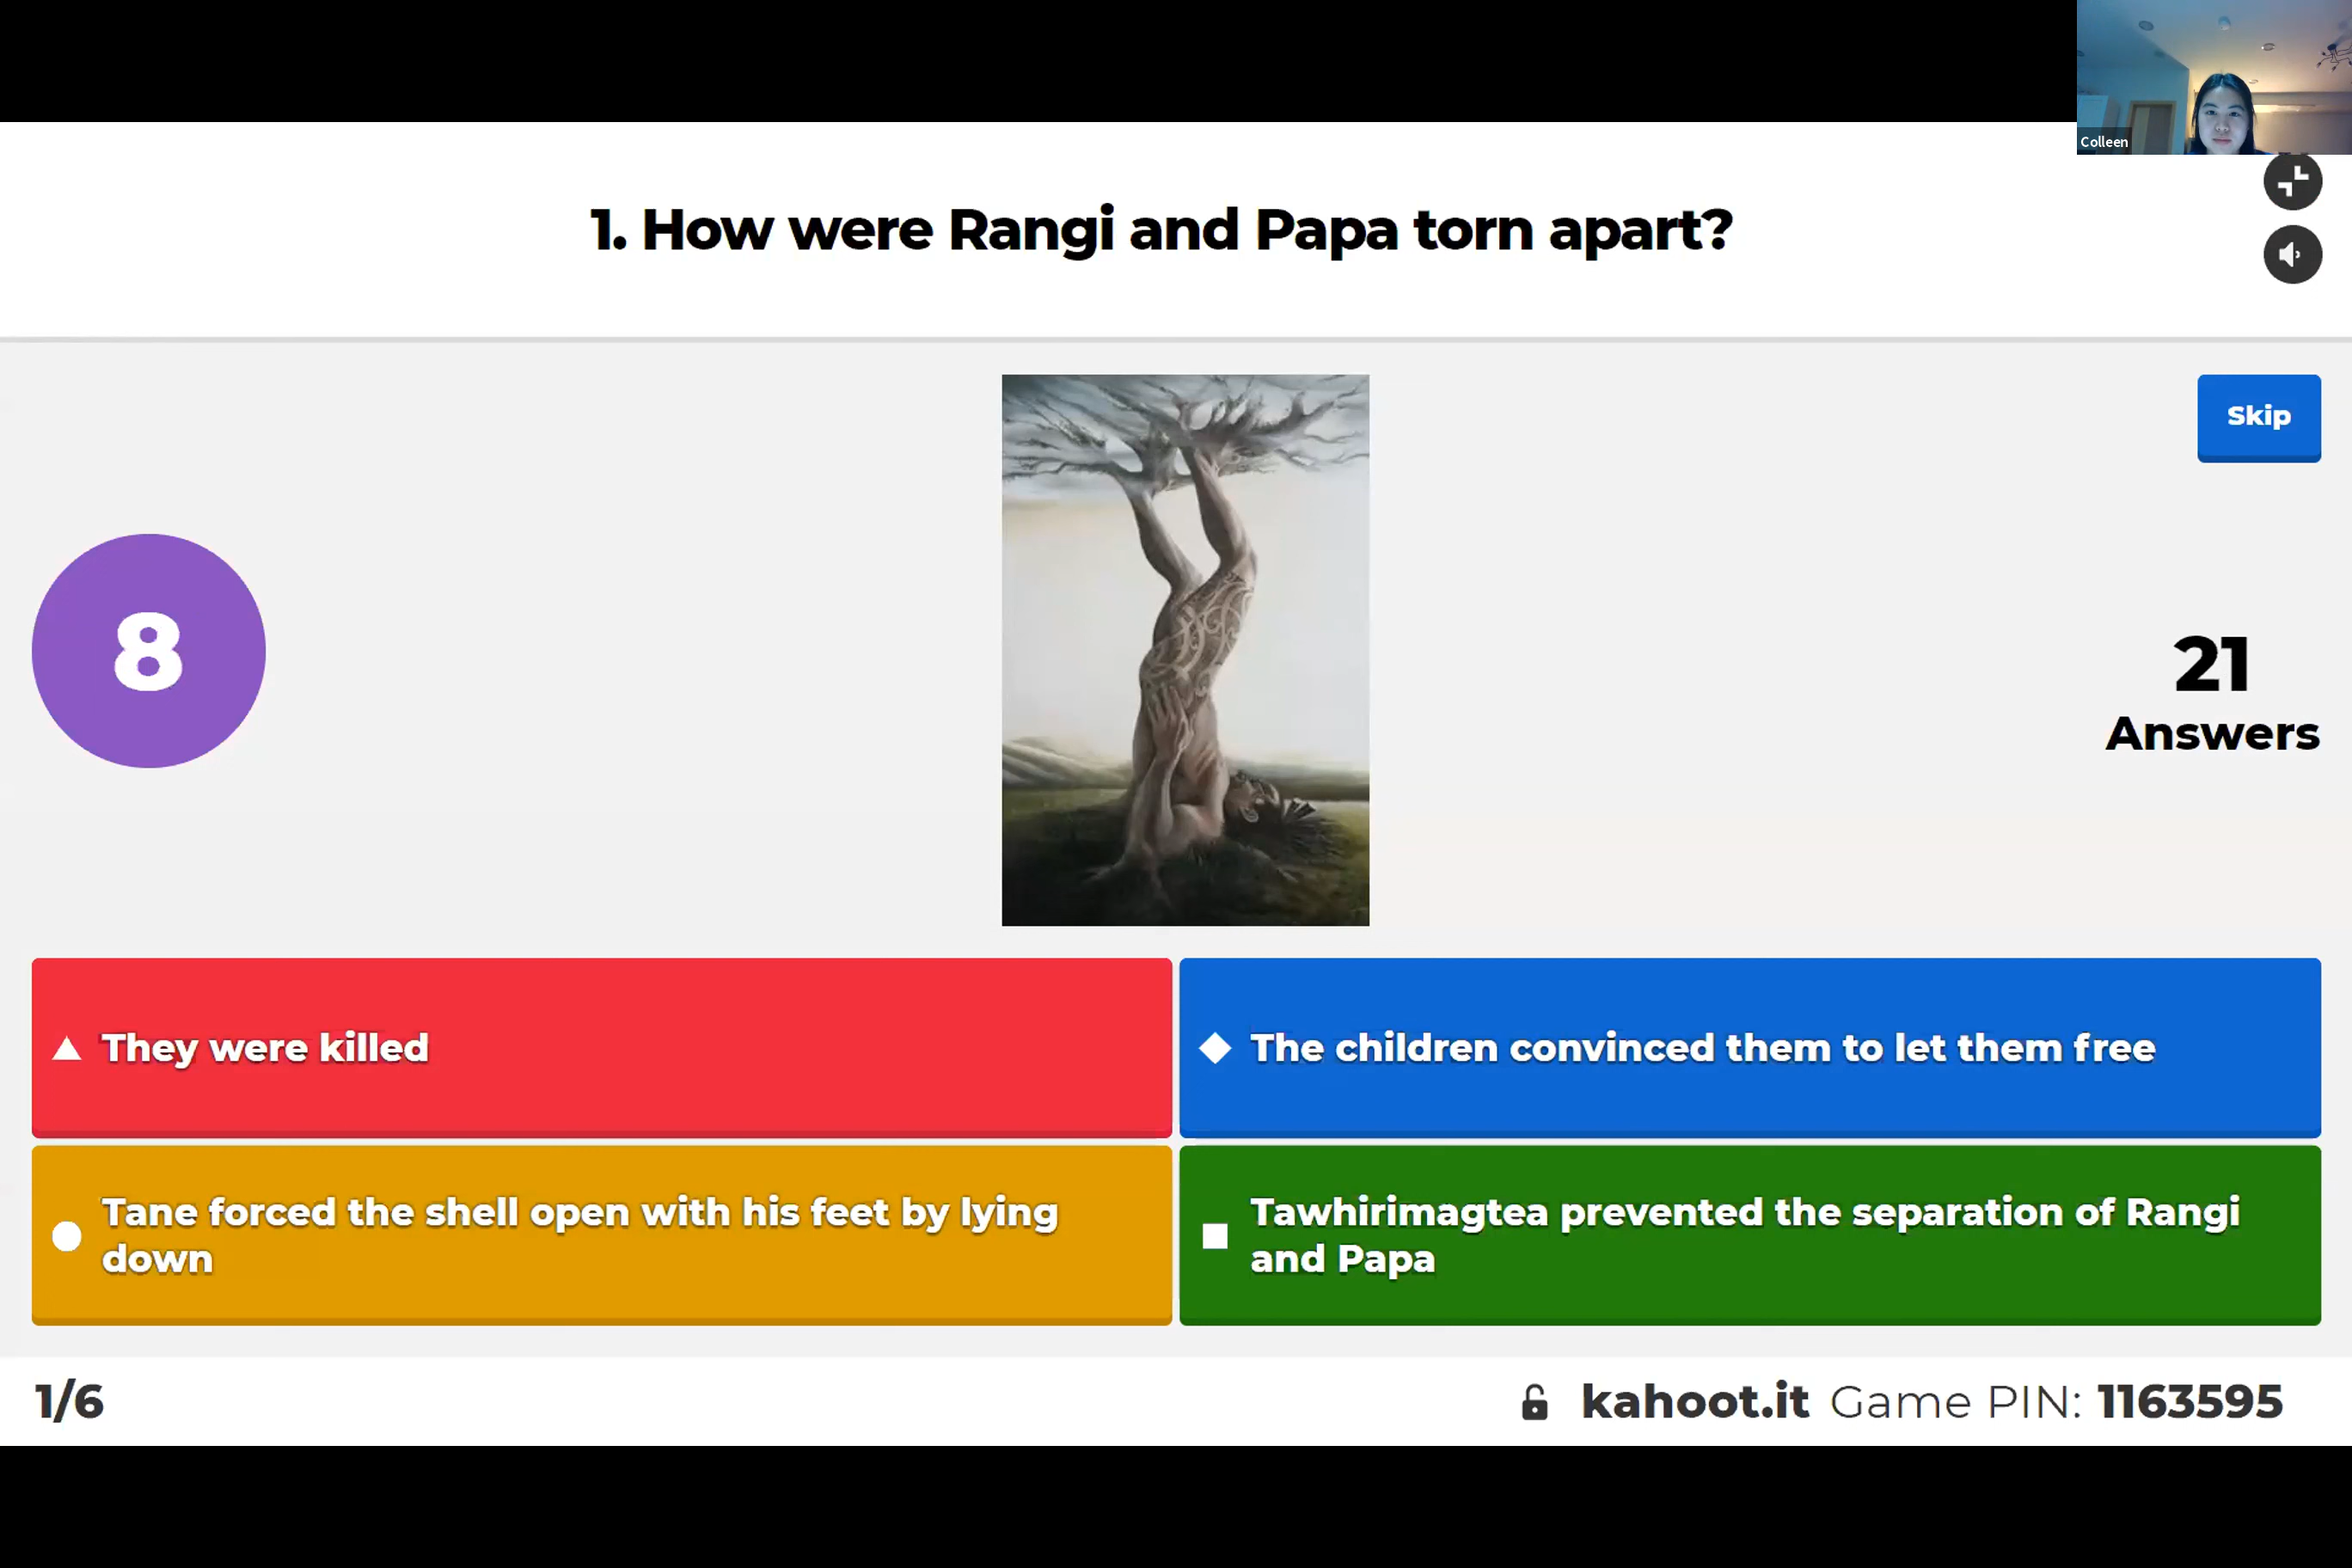 Colleen
1. How were Rangi and Papa torn apart?
Skip
8
21
Answers
They were killed
The children convinced them to let them free
Tane forced the shell open with his feet by lying
down
Tawhirimagtea prevented the separation of Rangi
and Papa
1/6
kahoot.it Game PIN: 1163595